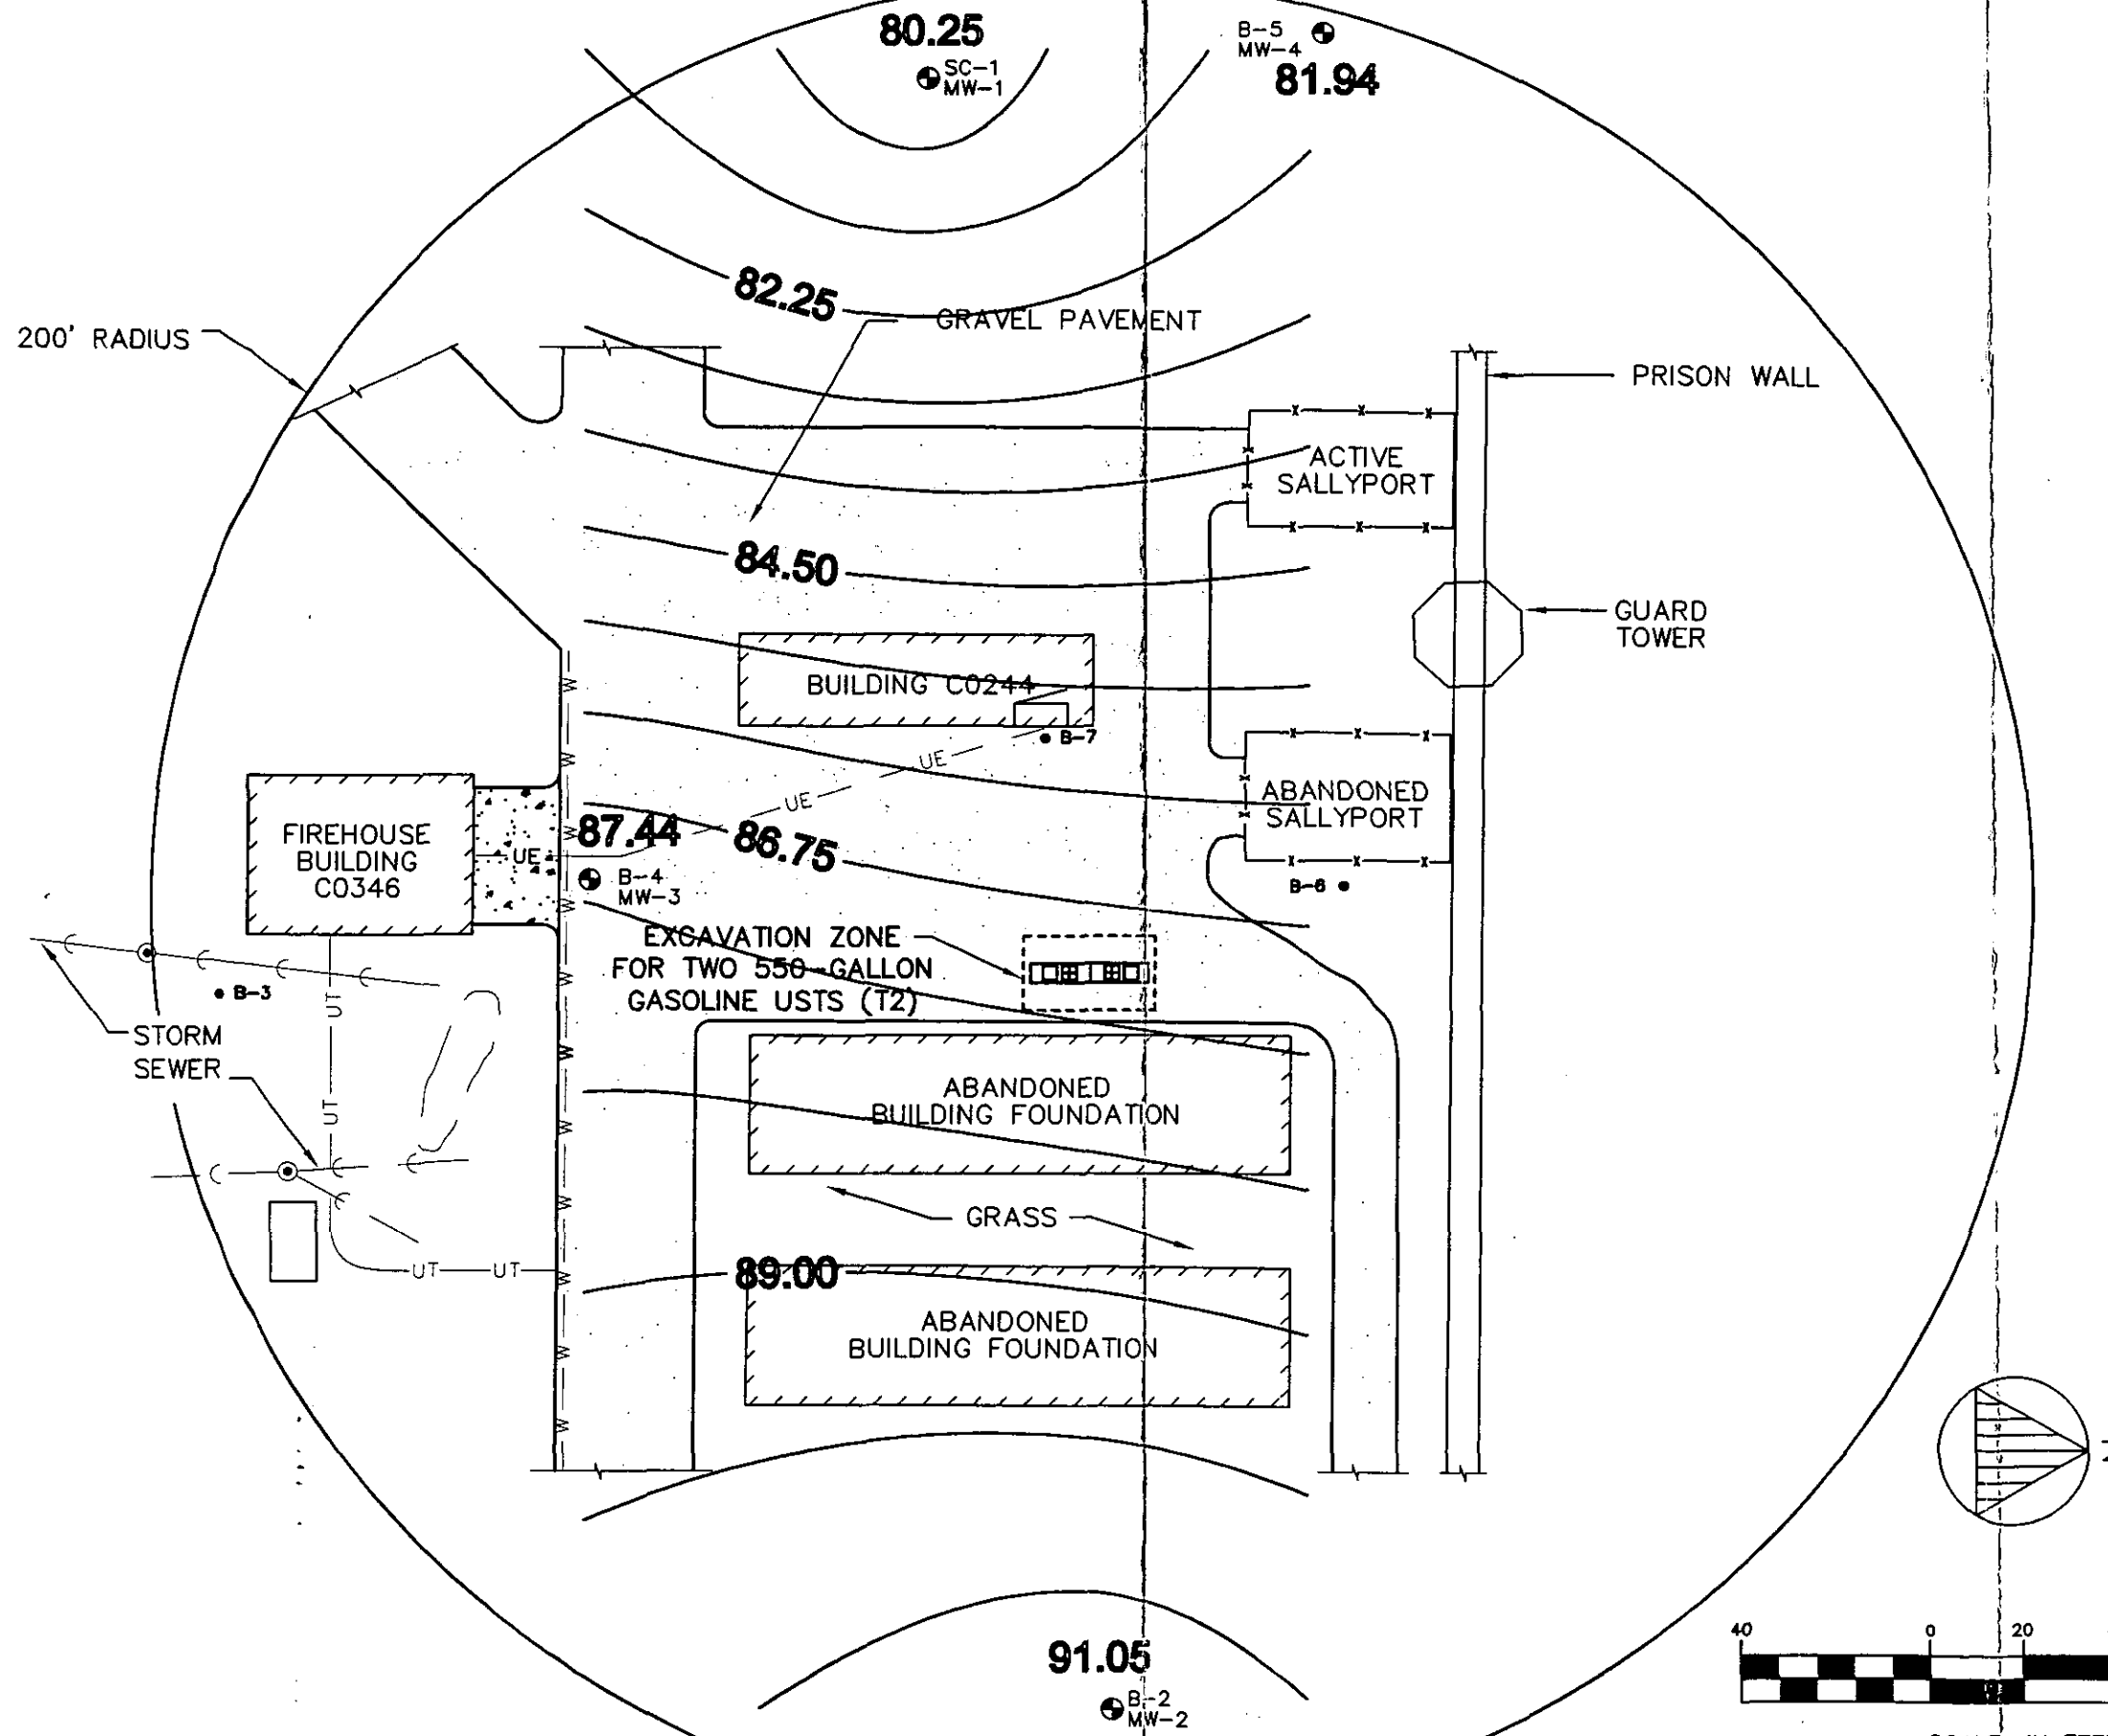 80.25
SC-1
MW-1
B-5
MW-4
81.94
82.25
GRAVEL PAVEMENT
200' RADIUS
PRISON WALL
ACTIVE
SALLYPORT
84.50
GUARD
TOWER
BUILDING C0244
B-7
UE
UE
ABANDONED
SALLYPORT
FIREHOUSE
BUILDING
C0346
UE
87.44
86.75
B-4
MW-3
B-6
EXCAVATION ZONE
FOR TWO 550-GALLON
GASOLINE USTS (T2)
B-3
UT
STORM
SEWER
UT
ABANDONED
BUILDING FOUNDATION
GRASS
UT
UT
89.00
ABANDONED
BUILDING FOUNDATION
91.05
B-2
MW-2
40
0
20